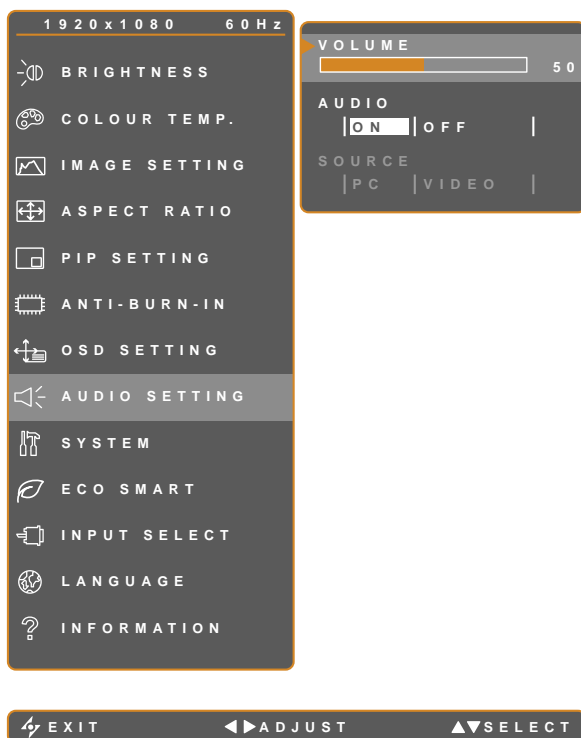 1920x1080 60Hz
BRIGHTNESS
COLOUR TEMP.
IMAGE SETTING
ASPECT RATIO
PIP SETTING
ANTI-BURN-IN
OSD SETTING
AUDIO SETTING
SYSTEM
ECO SMART
INPUT SELECT
LANGUAGE
INFORMATION
VOLUME
50
AUDIO
ON OFF
SOURCE
PC VIDEO
EXIT ADJUST SELECT